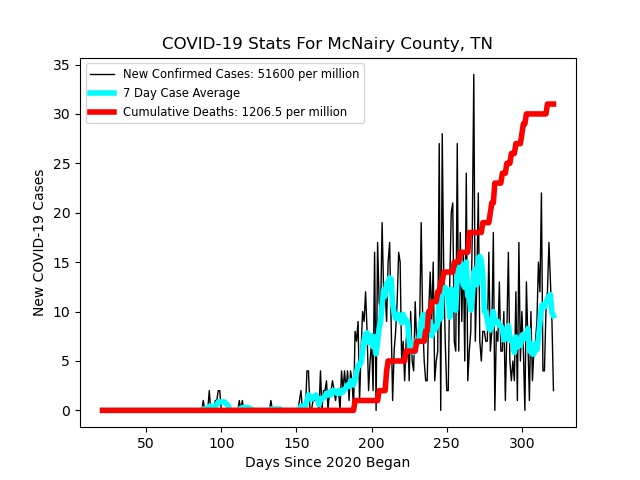 COVID-19 Stats For McNairy County, TN
New Confirmed Cases: 51600 per million
7 Day Case Average
Cumulative Deaths: 1206.5 per million
New COVID-19 Cases
35
30
25
20
15
10
5
0
50 100 150 200 250 300
Days Since 2020 Began